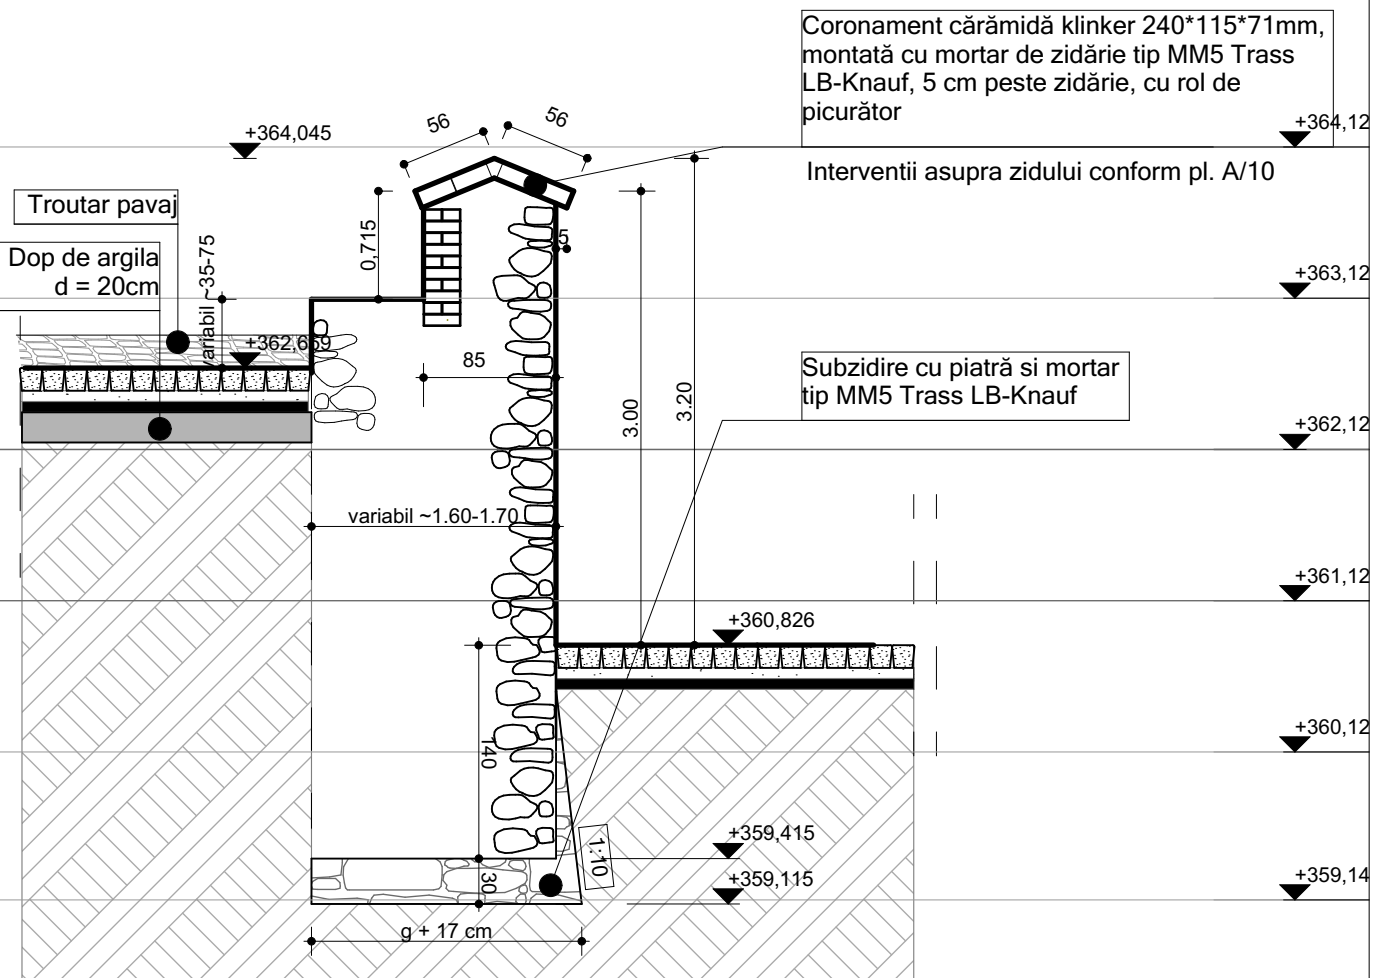 Coronament cărămidă klinker 240*115*71mm,
montată cu mortar de zidărie tip MM5 Trass
LB-Knauf, 5 cm peste zidărie, cu rol de
picurător
+364,12
Interventii asupra zidului conform pl. A/10
+364,045
56
56
Troutar pavaj
Dop de argila
d = 20cm
variabil ~35-75
0,715
5
+363,12
+362,659
85
3.00
3.20
Subzidire cu piatră si mortar
tip MM5 Trass LB-Knauf
+362,12
variabil ~1.60-1.70
+361,12
+360,826
140
+360,12
+359,415
1:10
30
+359,115
+359,14
g + 17 cm